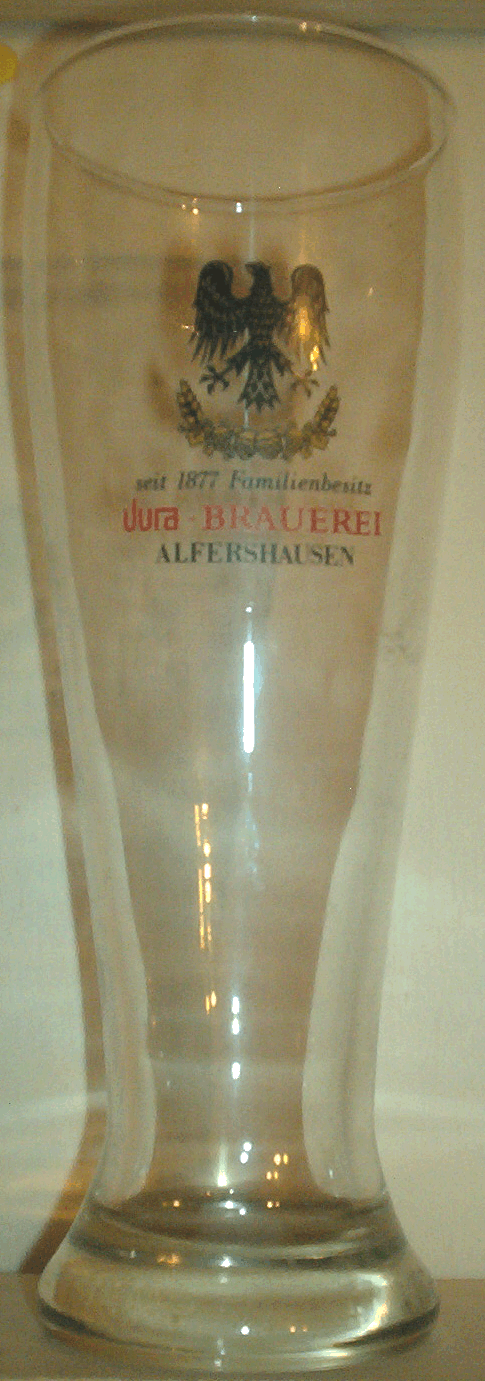 seit 1877 Familienbesitz
Jura - BRAUEREI
ALFERSHAUSEN